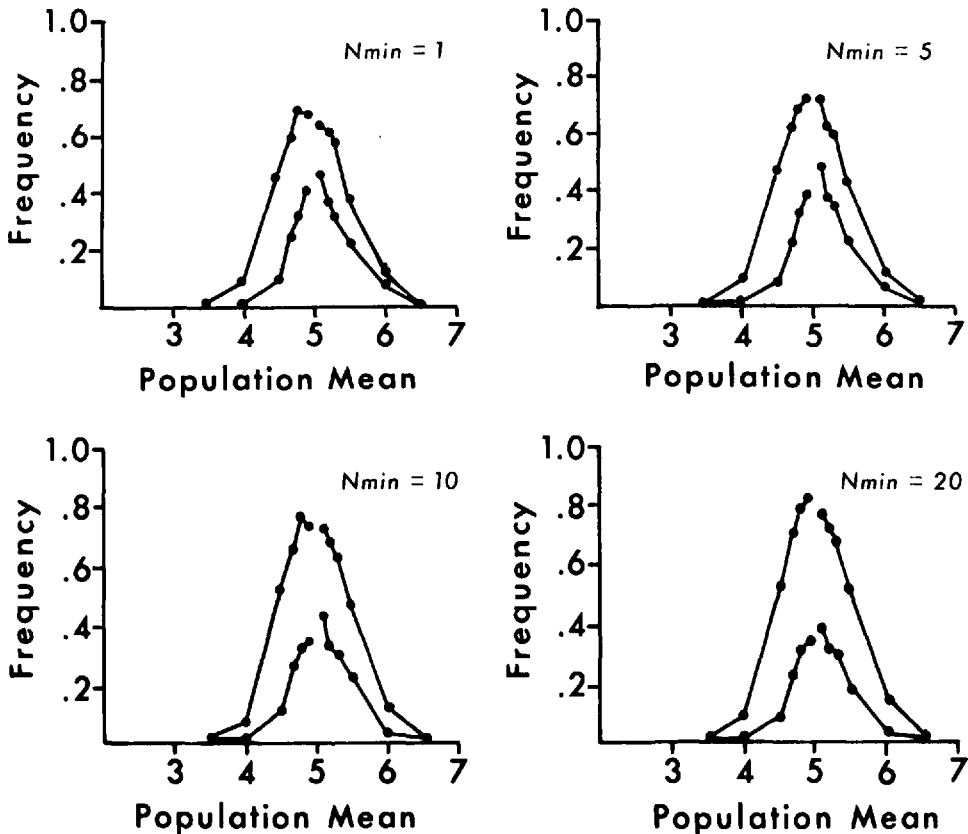 Nmin = 1
Frequency
1.0
.8
.6
.4
.2
3 4 5 6 7
Population Mean
Nmin = 5
Frequency
1.0
.8
.6
.4
.2
3 4 5 6 7
Population Mean
Nmin = 10
Frequency
1.0
.8
.6
.4
.2
3 4 5 6 7
Population Mean
Nmin = 20
Frequency
1.0
.8
.6
.4
.2
3 4 5 6 7
Population Mean